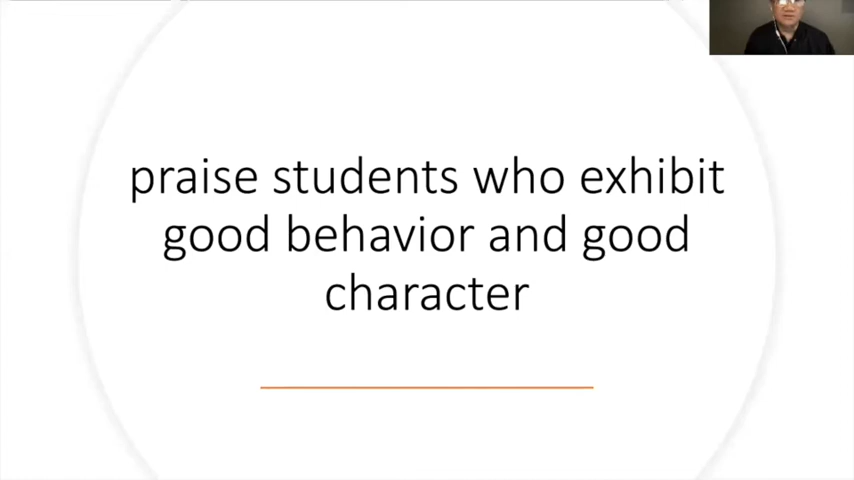 praise students who exhibit
good behavior and good
character